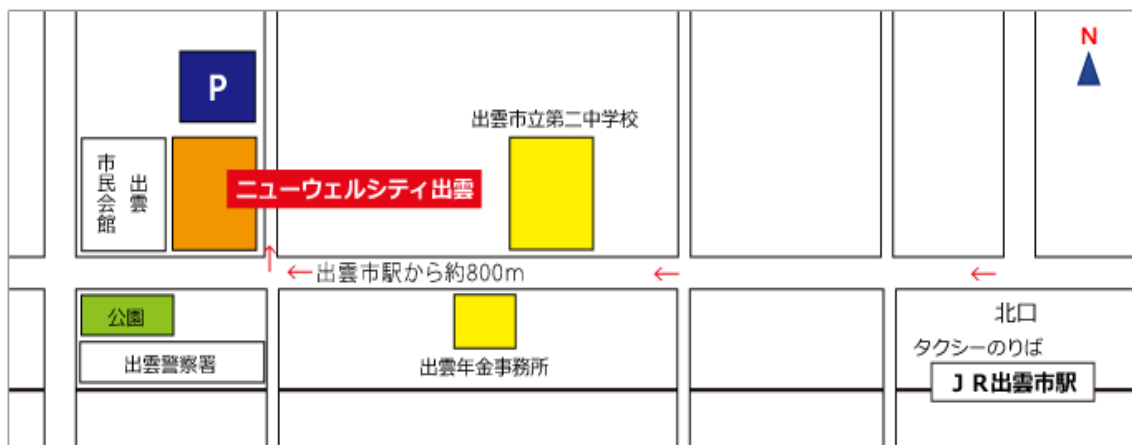 N
P
出雲市立第二中学校
出雲
市民会館
ニューウェルシティ出雲
←出雲市駅から約800m
公園
出雲警察署
出雲年金事務所
北口
タクシーのりば
ＪＲ出雲市駅